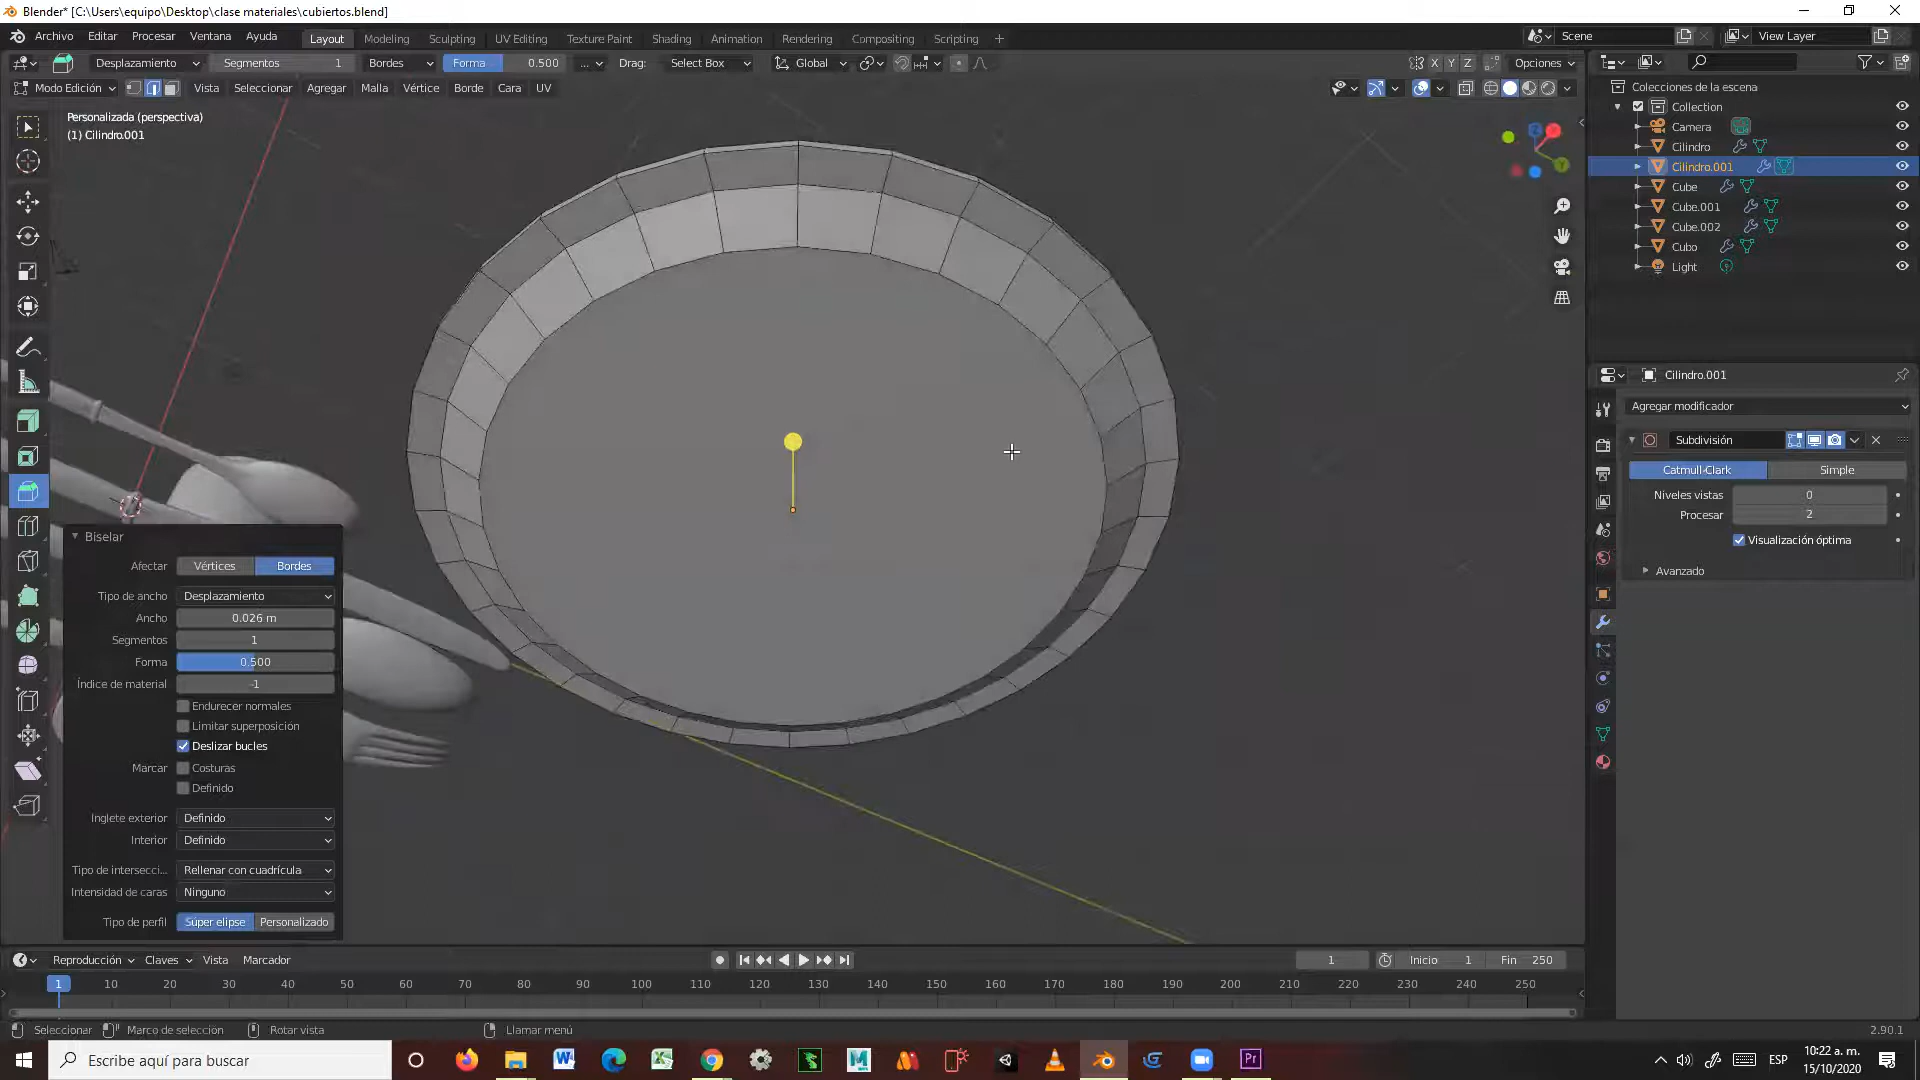 Blender* [C:\Users\equipo\Desktop\clase materiales\cubiertos.blend]
Archivo Editar Procesar Ventana Ayuda Layout Modeling Sculpting UV Editing Texture Paint Shading Animation Rendering Compositing Scripting + Scene View Layer
Desplazamiento Segmentos 1 Bordes Forma 0.500 ... Drag: Select Box Global X Y Z Opciones
Modo Edición Vista Seleccionar Agregar Malla Vértice Borde Cara UV
Personalizada (perspectiva)
(1) Cilindro.001
Colecciones de la escena
Collection
Camera
Cilindro
Cilindro.001
Cube
Cube.001
Cube.002
Cubo
Light
Cilindro.001
Agregar modificador
Subdivisión
Catmull-Clark Simple
Niveles vistas 0
Procesar 2
Visualización óptima
Avanzado
Biselar
Afectar Vértices Bordes
Tipo de ancho Desplazamiento
Ancho 0.026 m
Segmentos 1
Forma 0.500
Índice de material -1
Endurecer normales
Limitar superposición
Deslizar bucles
Marcar Costuras
Definido
Inglete exterior Definido
Interior Definido
Tipo de intersecci... Rellenar con cuadrícula
Intensidad de caras Ninguno
Tipo de perfil Súper elipse Personalizado
Reproducción Claves Vista Marcador 1 Inicio 1 Fin 250
1 10 20 30 40 50 60 70 80 90 100 110 120 130 140 150 160 170 180 190 200 210 220 230 240 250
Seleccionar Marco de selección Rotar vista Llamar menú 2.90.1
Escribe aquí para buscar ESP 10:22 a. m.
15/10/2020